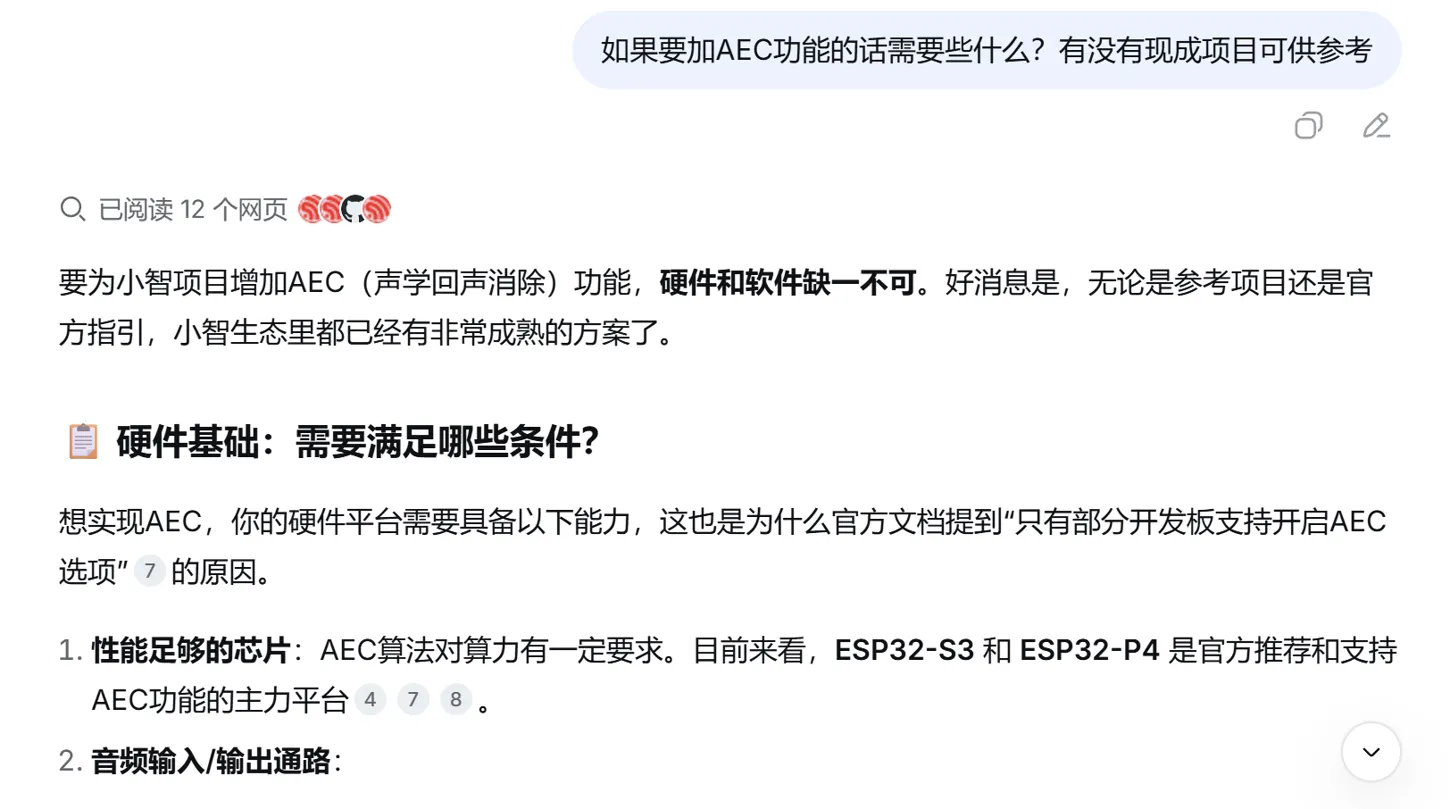 如果要加AEC功能的话需要些什么？有没有现成项目可供参考
已阅读 12 个网页
要为小智项目增加AEC（声学回声消除）功能，硬件和软件缺一不可。好消息是，无论是参考项目还是官
方指引，小智生态里都已经有非常成熟的方案了。
📋 硬件基础：需要满足哪些条件？
想实现AEC，你的硬件平台需要具备以下能力，这也是为什么官方文档提到“只有部分开发板支持开启AEC
选项” 7 的原因。
1. 性能足够的芯片：AEC算法对算力有一定要求。目前来看，ESP32-S3 和 ESP32-P4 是官方推荐和支持
AEC功能的主力平台 4 7 8 。
2. 音频输入/输出通路：